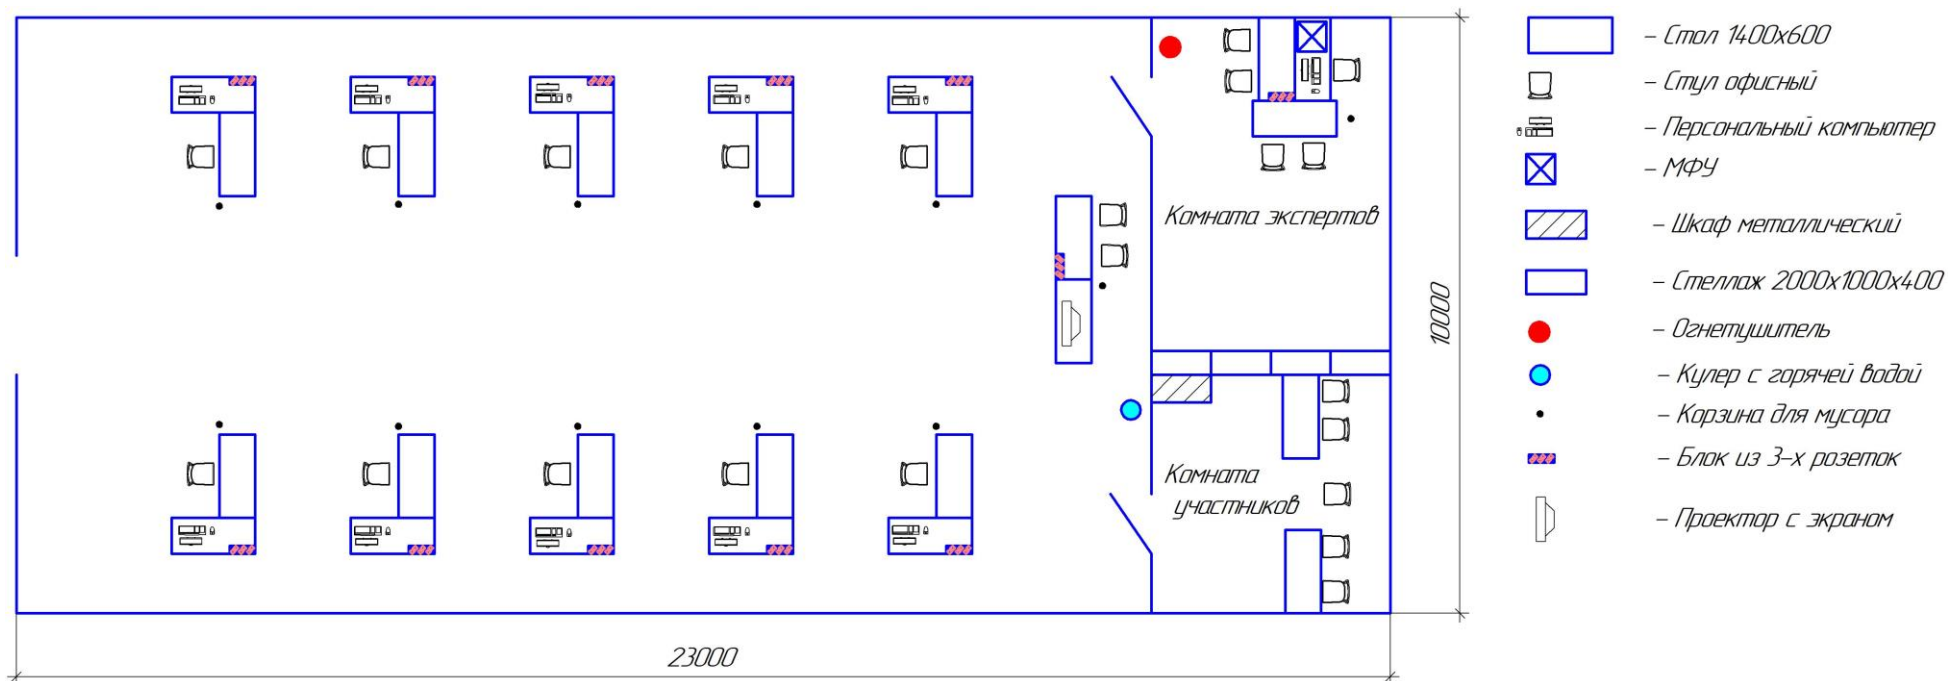 Комната экспертов
Комната
участников
23000
10000
– Стол 1400х600
– Стул офисный
– Персональный компьютер
– МФУ
– Шкаф металлический
– Стеллаж 2000х1000х400
– Огнетушитель
– Кулер с горячей водой
– Корзина для мусора
– Блок из 3-х розеток
– Проектор с экраном